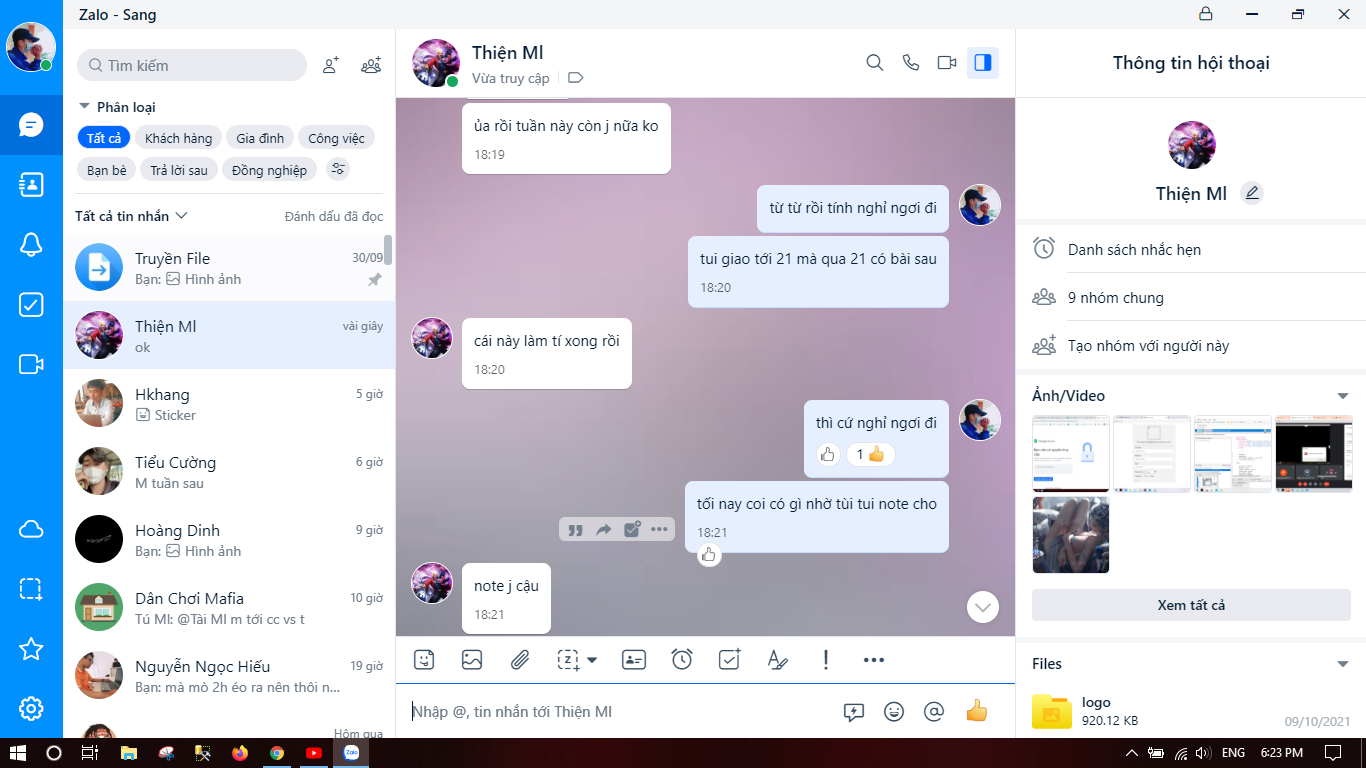 Zalo - Sang
Tìm kiếm
Phân loại
Tất cả
Khách hàng
Gia đình
Công việc
Bạn bè
Trả lời sau
Đồng nghiệp
Tất cả tin nhắn
Đánh dấu đã đọc
Truyền File
30/09
Bạn: Hình ảnh
Thiện Ml
vài giây
ok
Hkhang
5 giờ
Sticker
Tiểu Cường
6 giờ
M tuần sau
Hoàng Dinh
9 giờ
Bạn: Hình ảnh
Dân Chơi Mafia
10 giờ
Tú Ml: @Tài Ml m tới cc vs t
Nguyễn Ngọc Hiếu
19 giờ
Bạn: mà mò 2h éo ra nên thôi n...
Hôm qua
Thiện Ml
Vừa truy cập
ủa rồi tuần này còn j nữa ko
18:19
từ từ rồi tính nghỉ ngơi đi
tui giao tới 21 mà qua 21 có bài sau
18:20
cái này làm tí xong rồi
18:20
thì cứ nghỉ ngơi đi
1
tối nay coi có gì nhờ tùi tui note cho
18:21
note j cậu
18:21
Nhập @, tin nhắn tới Thiện Ml
Thông tin hội thoại
Thiện Ml
Danh sách nhắc hẹn
9 nhóm chung
Tạo nhóm với người này
Ảnh/Video
Xem tất cả
Files
logo
920.12 KB
09/10/2021
Zalo
ENG
6:23 PM